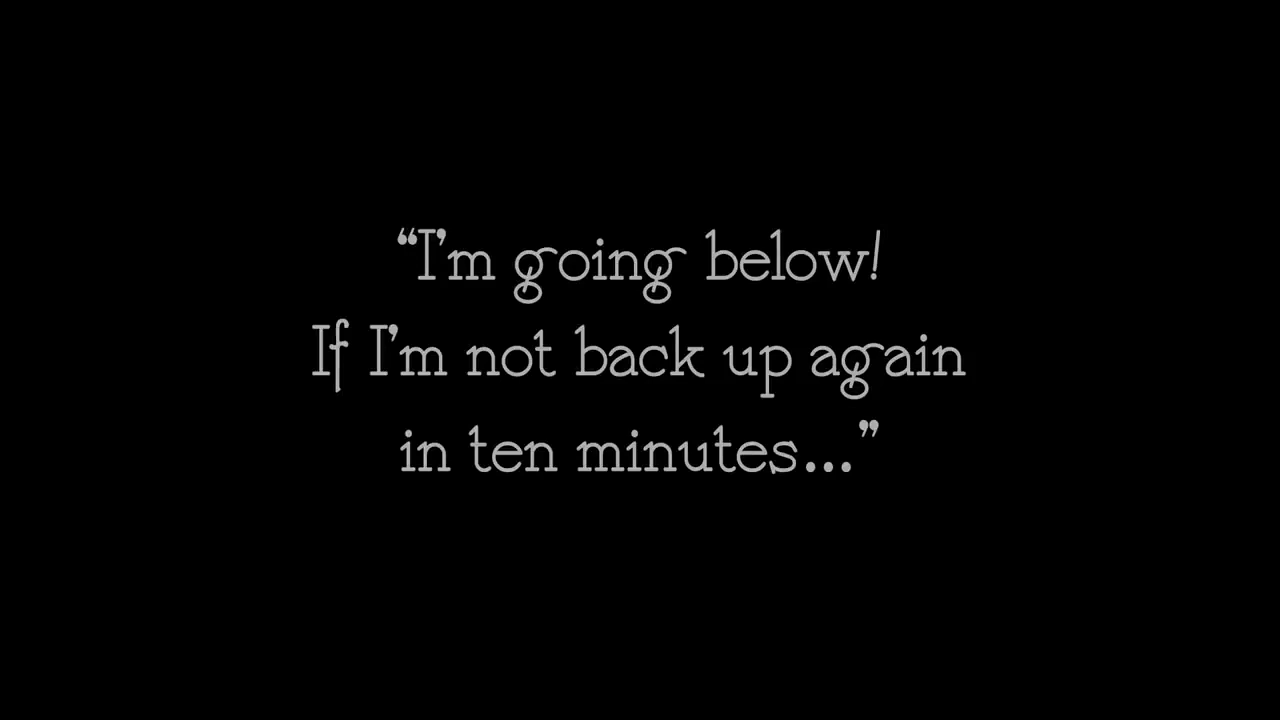 “I’m going below!
If I’m not back up again
in ten minutes...”